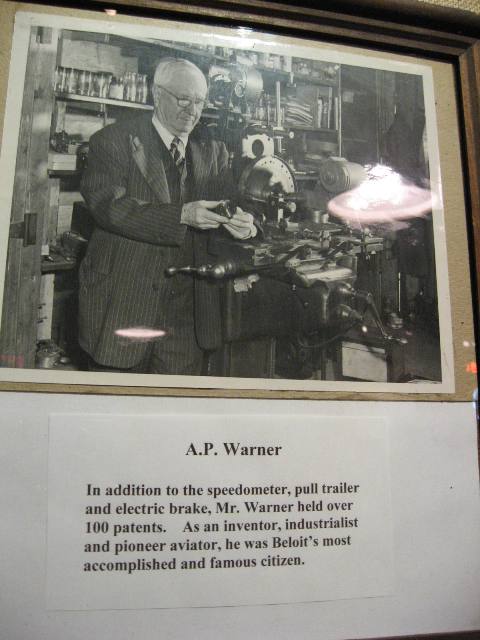 A.P. Warner
In addition to the speedometer, pull trailer
and electric brake, Mr. Warner held over
100 patents. As an inventor, industrialist
and pioneer aviator, he was Beloit's most
accomplished and famous citizen.